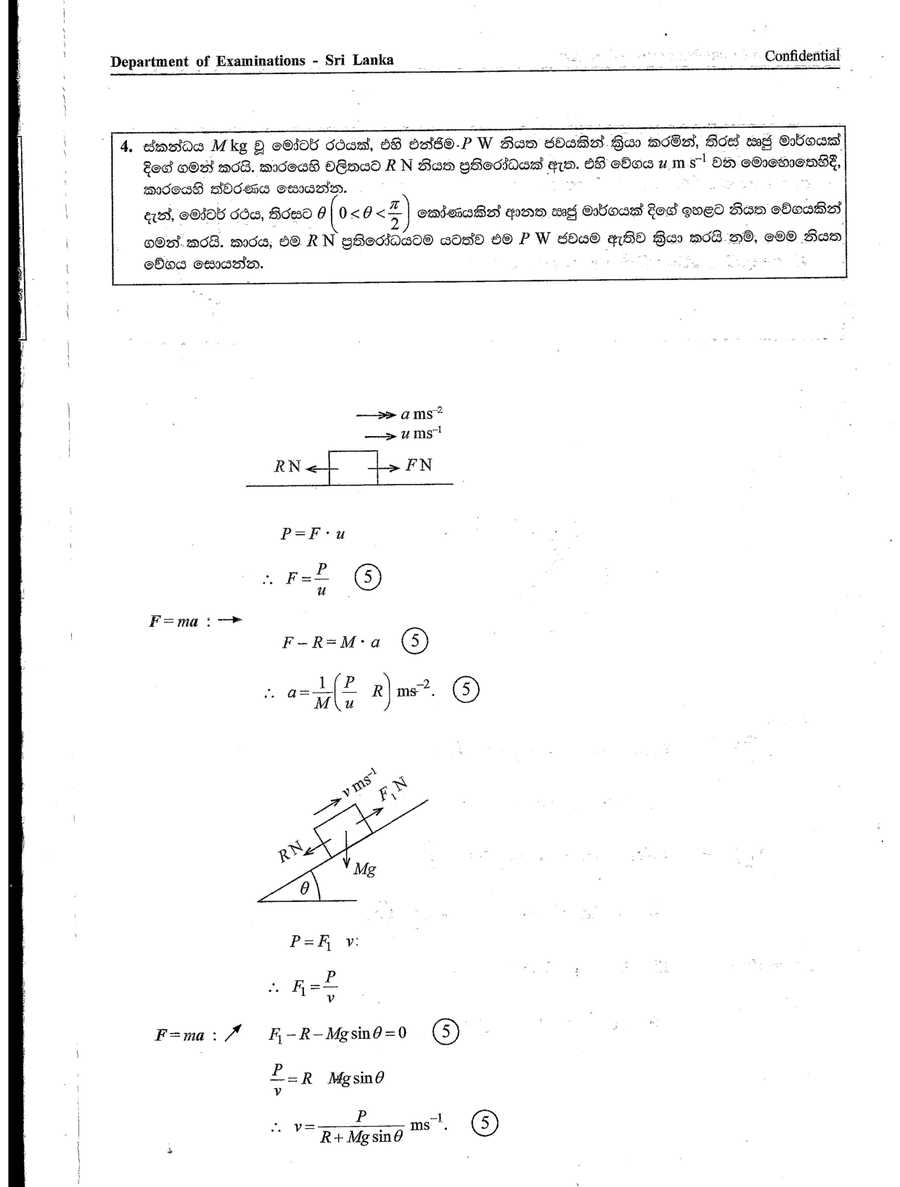 Department of Examinations - Sri Lanka Confidential
4. ස්කන්ධය M kg වූ මෝටර් රථයක්, එහි එන්ජිම P W නියත ජවයකින් ක්‍රියා කරමින්, තිරස් සෘජු මාර්ගයක්
දිගේ ගමන් කරයි. කාරයෙහි චලිතයට R N නියත ප්‍රතිරෝධයක් ඇත. එහි වේගය u m s⁻¹ වන මොහොතෙහිදී,
කාරයෙහි ත්වරණය සොයන්න.
දැන්, මෝටර් රථය, තිරසට θ (0 < θ < π/2) කෝණයකින් ආනත සෘජු මාර්ගයක් දිගේ ඉහළට නියත වේගයකින්
ගමන් කරයි. කාරය, එම R N ප්‍රතිරෝධයටම යටත්ව එම P W ජවයම ඇතිව ක්‍රියා කරයි නම්, මෙම නියත
වේගය සොයන්න.
a ms⁻²
u ms⁻¹
R N F N
P = F · u
∴ F = P/u 5
F = ma : →
F − R = M · a 5
∴ a = 1/M (P/u R) ms⁻². 5
v ms⁻¹
F₁ N
R N
Mg
θ
P = F₁ v
∴ F₁ = P/v
F = ma : ↗ F₁ − R − Mg sin θ = 0 5
P/v = R Mg sin θ
∴ v = P/(R + Mg sin θ) ms⁻¹. 5